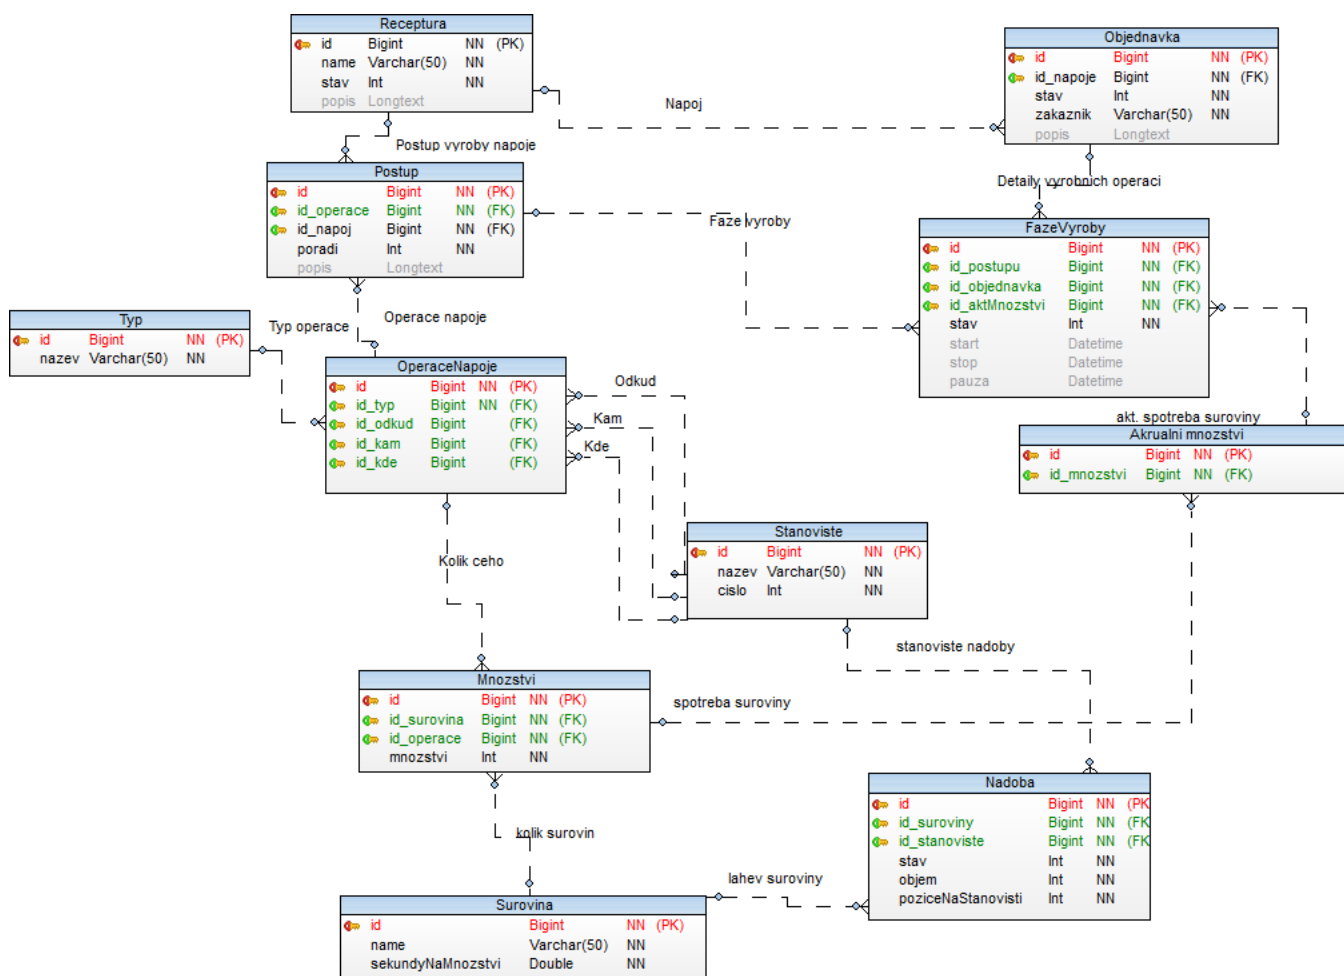 Receptura
id Bigint NN (PK)
name Varchar(50) NN
stav Int NN
popis Longtext
Objednavka
id Bigint NN (PK)
id_napoje Bigint NN (FK)
stav Int NN
zakaznik Varchar(50) NN
popis Longtext
Napoj
Postup vyroby napoje
Postup
id Bigint NN (PK)
id_operace Bigint NN (FK)
id_napoj Bigint NN (FK)
poradi Int NN
popis Longtext
Detaily vyrobnich operaci
Faze vyroby
FazeVyroby
id Bigint NN (PK)
id_postupu Bigint NN (FK)
id_objednavka Bigint NN (FK)
id_aktMnozstvi Bigint NN (FK)
stav Int NN
start Datetime
stop Datetime
pauza Datetime
Typ
id Bigint NN (PK)
nazev Varchar(50) NN
Typ operace
Operace napoje
OperaceNapoje
id Bigint NN (PK)
id_typ Bigint NN (FK)
id_odkud Bigint (FK)
id_kam Bigint (FK)
id_kde Bigint (FK)
Odkud
Kam
Kde
akt. spotreba suroviny
Akrualni mnozstvi
id Bigint NN (PK)
id_mnozstvi Bigint NN (FK)
Stanoviste
id Bigint NN (PK)
nazev Varchar(50) NN
cislo Int NN
Kolik ceho
stanoviste nadoby
Mnozstvi
id Bigint NN (PK)
id_surovina Bigint NN (FK)
id_operace Bigint NN (FK)
mnozstvi Int NN
spotreba suroviny
Nadoba
id Bigint NN (PK
id_suroviny Bigint NN (FK
id_stanoviste Bigint NN (FK
stav Int NN
objem Int NN
poziceNaStanovisti Int NN
kolik surovin
lahev suroviny
Surovina
id Bigint NN (PK)
name Varchar(50) NN
sekundyNaMnozstvi Double NN